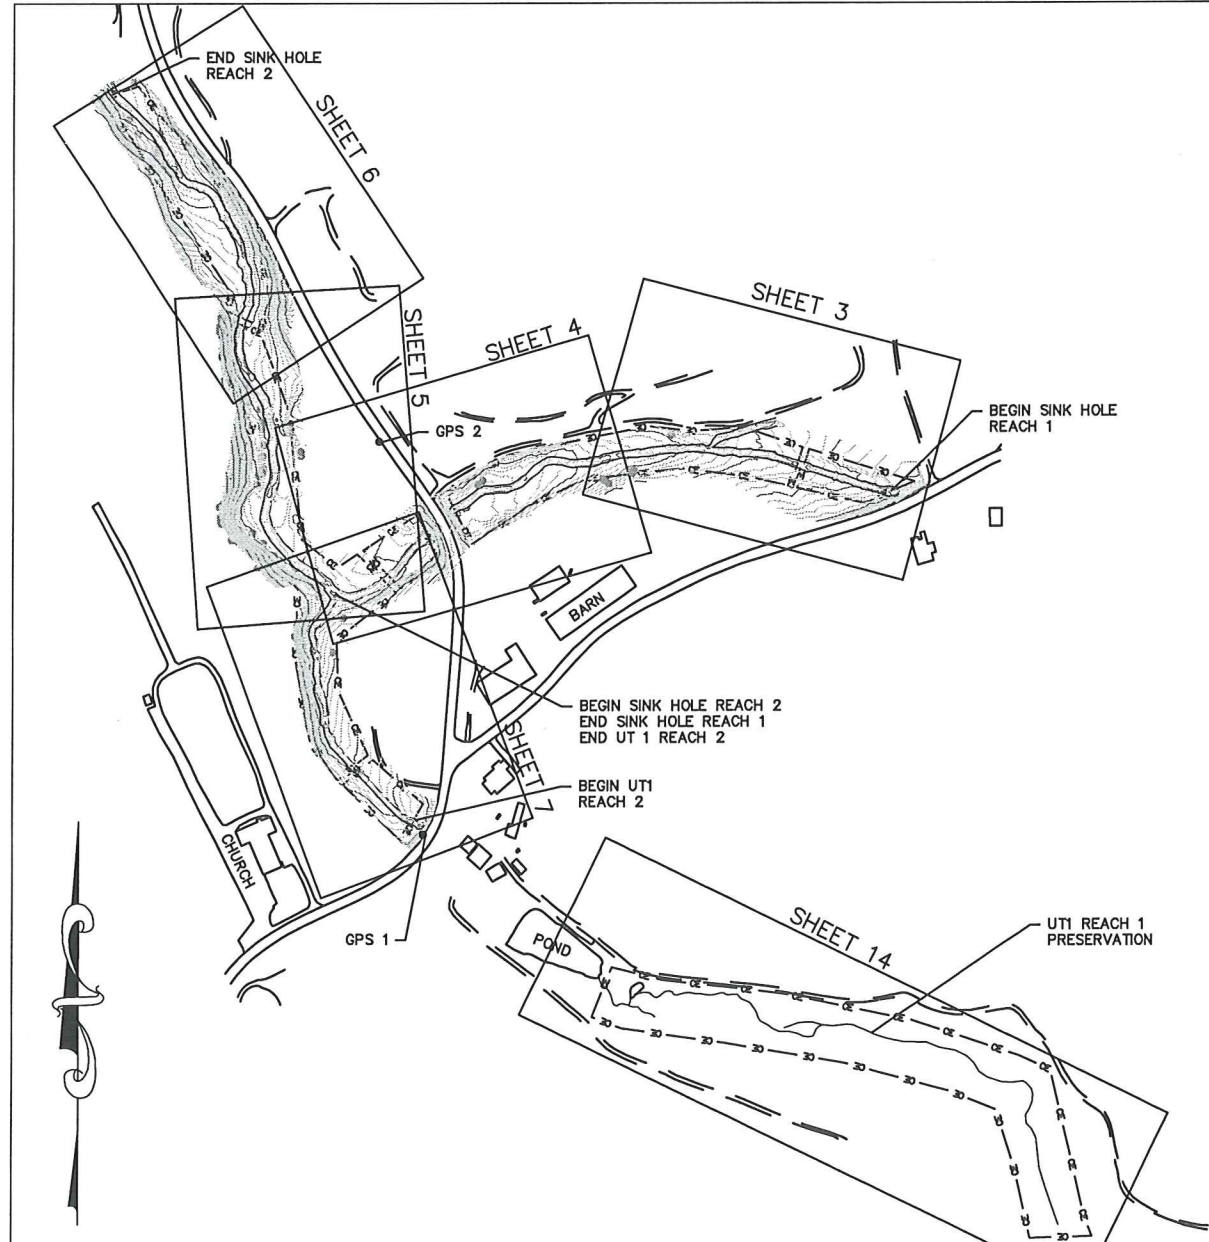 END SINK HOLE
REACH 2
SHEET 6
SHEET 3
SHEET 5
SHEET 4
GPS 2
BEGIN SINK HOLE
REACH 1
BARN
BEGIN SINK HOLE REACH 2
END SINK HOLE REACH 1
END UT 1 REACH 2
SHEET 7
BEGIN UT1
REACH 2
CHURCH
GPS 1
POND
SHEET 14
UT1 REACH 1
PRESERVATION